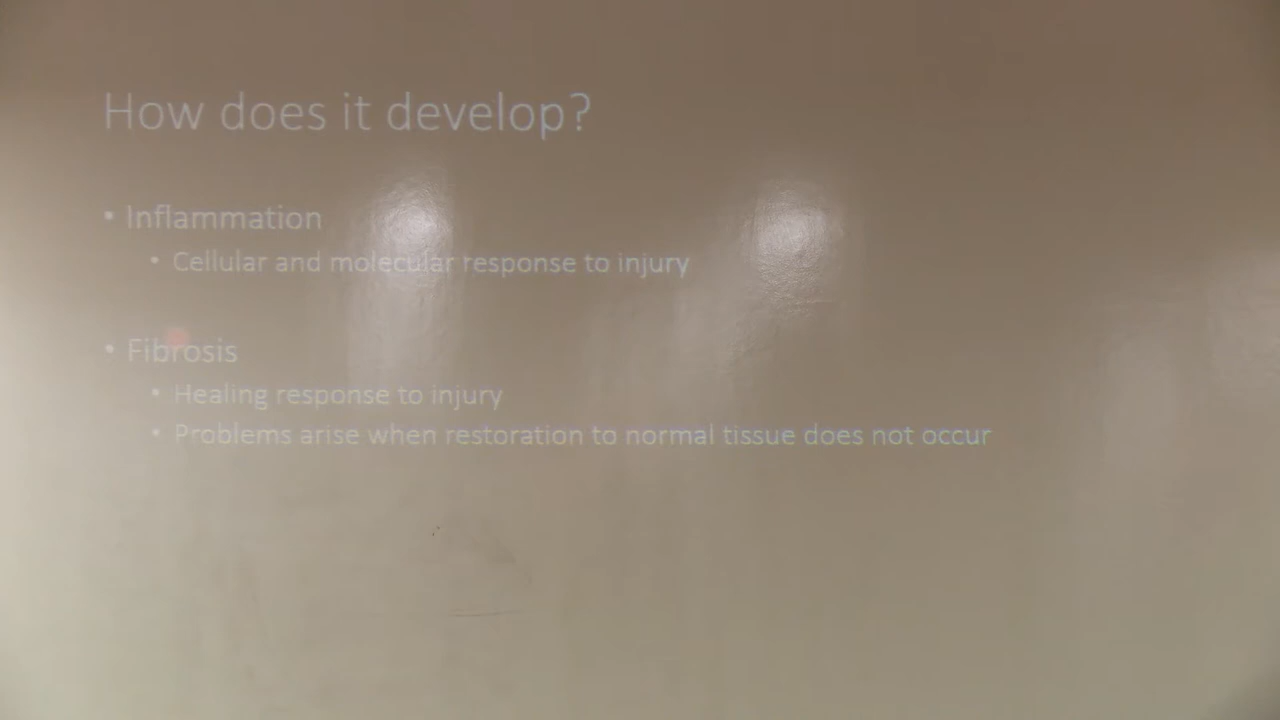 How does it develop?
• Inflammation
• Cellular and molecular response to injury
• Fibrosis
• Healing response to injury
• Problems arise when restoration to normal tissue does not occur